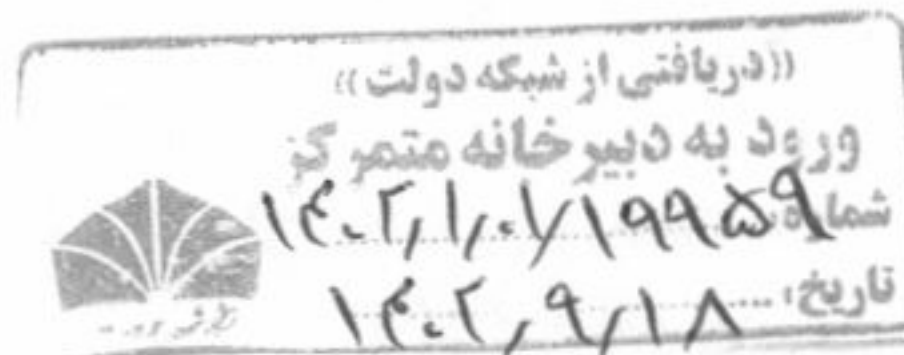 ((دریافتی از شبکه دولت))
ورود به دبیرخانه متمرکز
شماره: ۱۴۰۲/۱/۰۱/۱۹۹۵۹
تاریخ: ۱۴۰۲/۹/۱۸